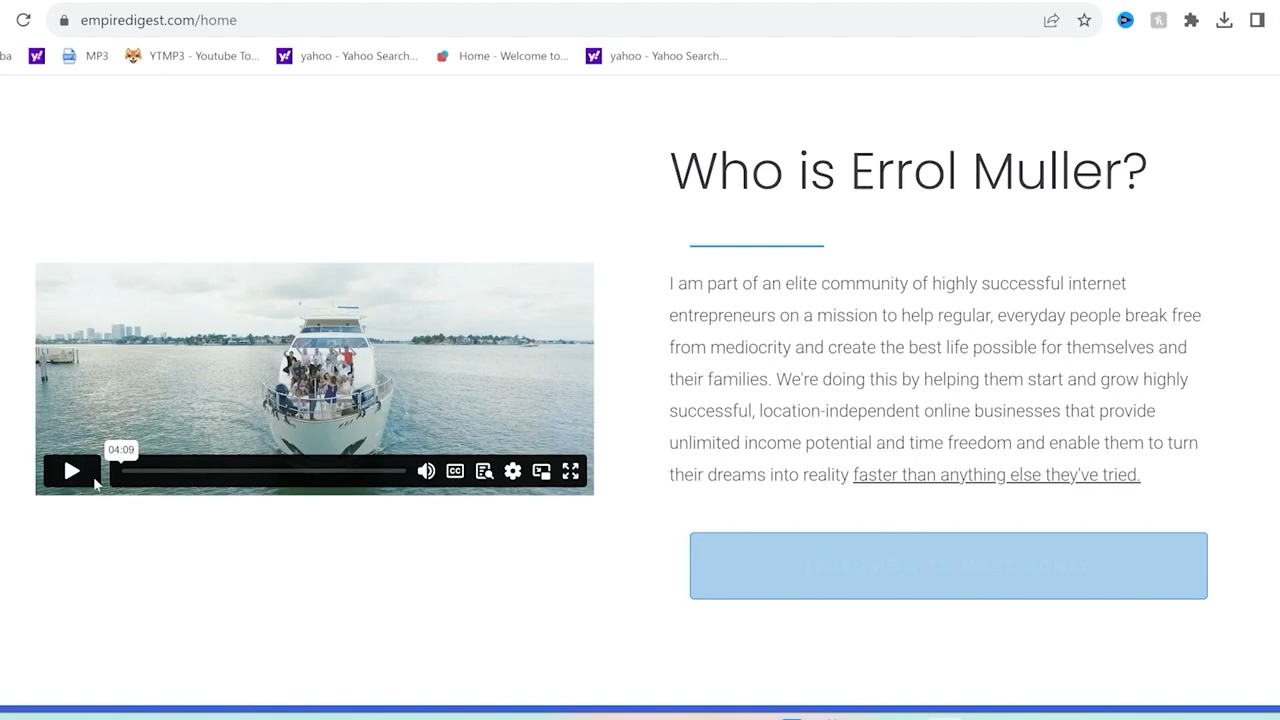 empiredigest.com/home
ba
MP3
YTMP3 - Youtube To...
yahoo - Yahoo Search...
Home - Welcome to...
yahoo - Yahoo Search...
Who is Errol Muller?
I am part of an elite community of highly successful internet
entrepreneurs on a mission to help regular, everyday people break free
from mediocrity and create the best life possible for themselves and
their families. We're doing this by helping them start and grow highly
successful, location-independent online businesses that provide
unlimited income potential and time freedom and enable them to turn
their dreams into reality faster than anything else they've tried.
04:09
CC